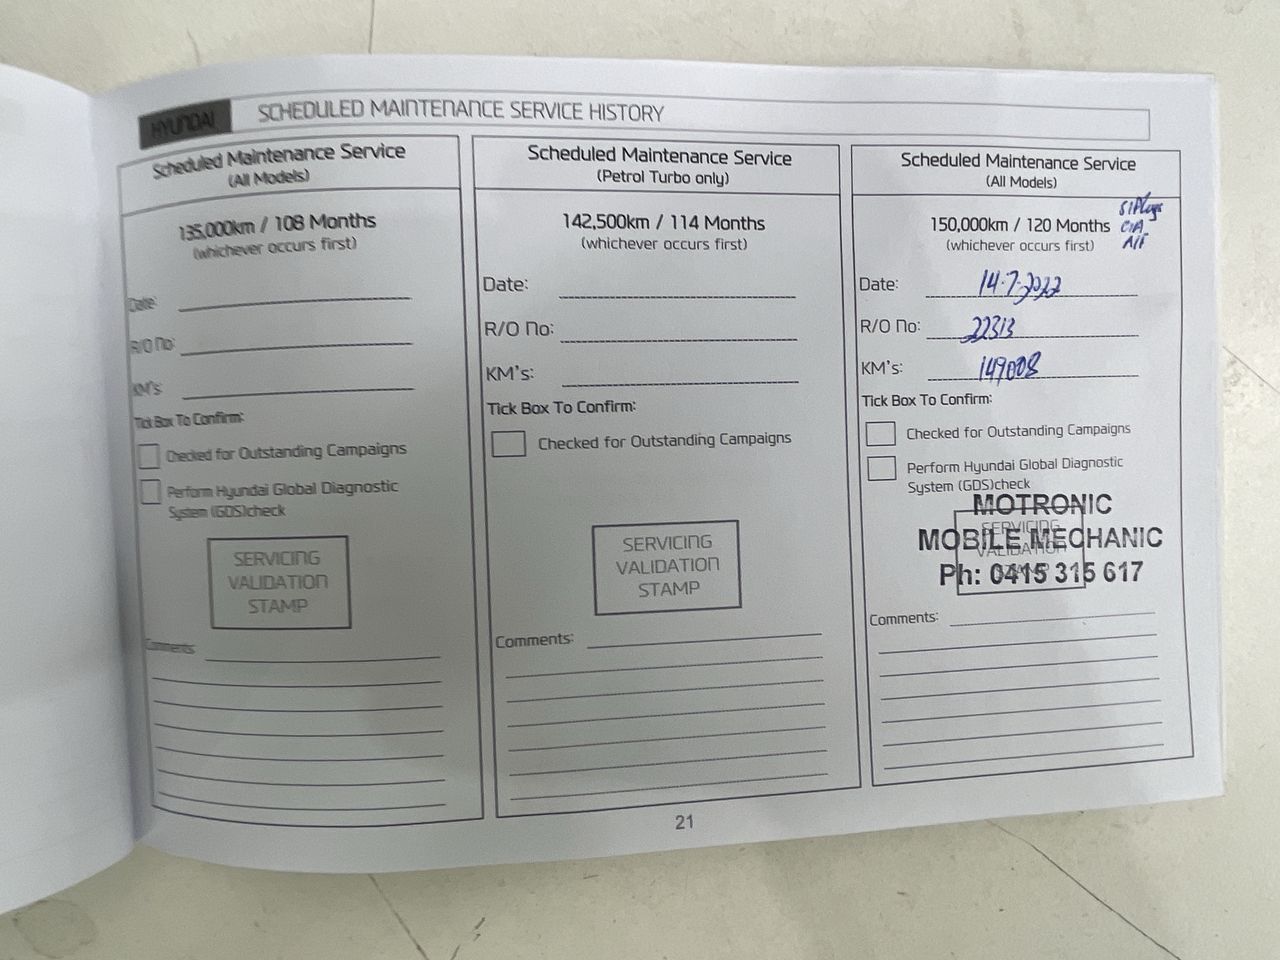 HYUNDAI
SCHEDULED MAINTENANCE SERVICE HISTORY
Scheduled Maintenance Service
(All Models)
135,000km / 108 Months
(whichever occurs first)
Date:
R/O No:
KM's:
Tick Box To Confirm:
Checked for Outstanding Campaigns
Perform Hyundai Global Diagnostic
System (GDS)check
SERVICING
VALIDATION
STAMP
Comments:
Scheduled Maintenance Service
(Petrol Turbo only)
142,500km / 114 Months
(whichever occurs first)
Date:
R/O No:
KM's:
Tick Box To Confirm:
Checked for Outstanding Campaigns
SERVICING
VALIDATION
STAMP
Comments:
Scheduled Maintenance Service
(All Models)
150,000km / 120 Months
(whichever occurs first)
S/Plugs
A/F
Date: 14-7-2022
R/O No: 22313
KM's: 149008
Tick Box To Confirm:
Checked for Outstanding Campaigns
Perform Hyundai Global Diagnostic
System (GDS)check
MOTRONIC
SERVICING
MOBILE MECHANIC
VALIDATION
Ph: 0415 315 617
Comments:
21